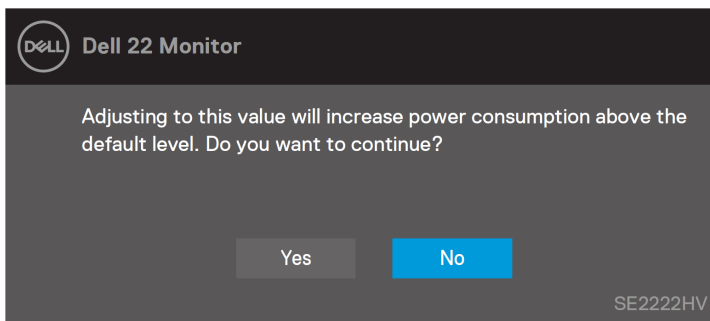 DELL Dell 22 Monitor
Adjusting to this value will increase power consumption above the
default level. Do you want to continue?
Yes No
SE2222HV